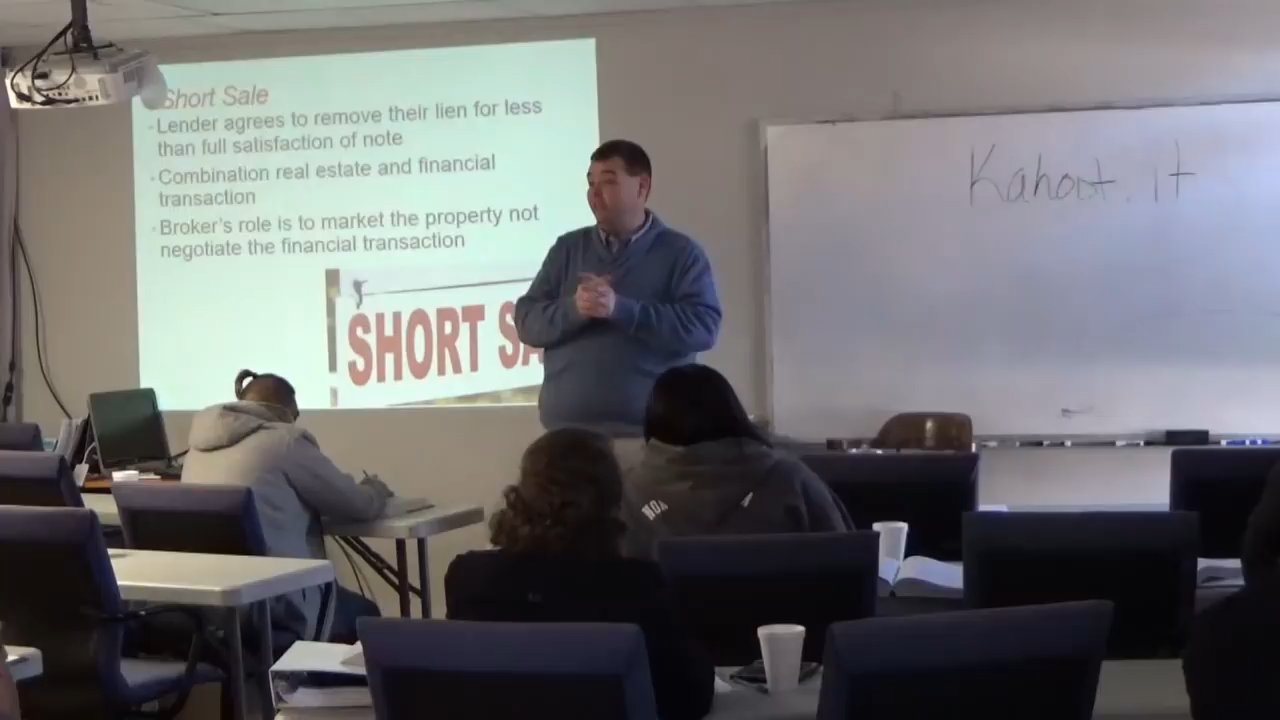 Short Sale
Lender agrees to remove their lien for less
than full satisfaction of note
Combination real estate and financial
transaction
Broker's role is to market the property not
negotiate the financial transaction
SHORT SA
Kahoot.it
NOR